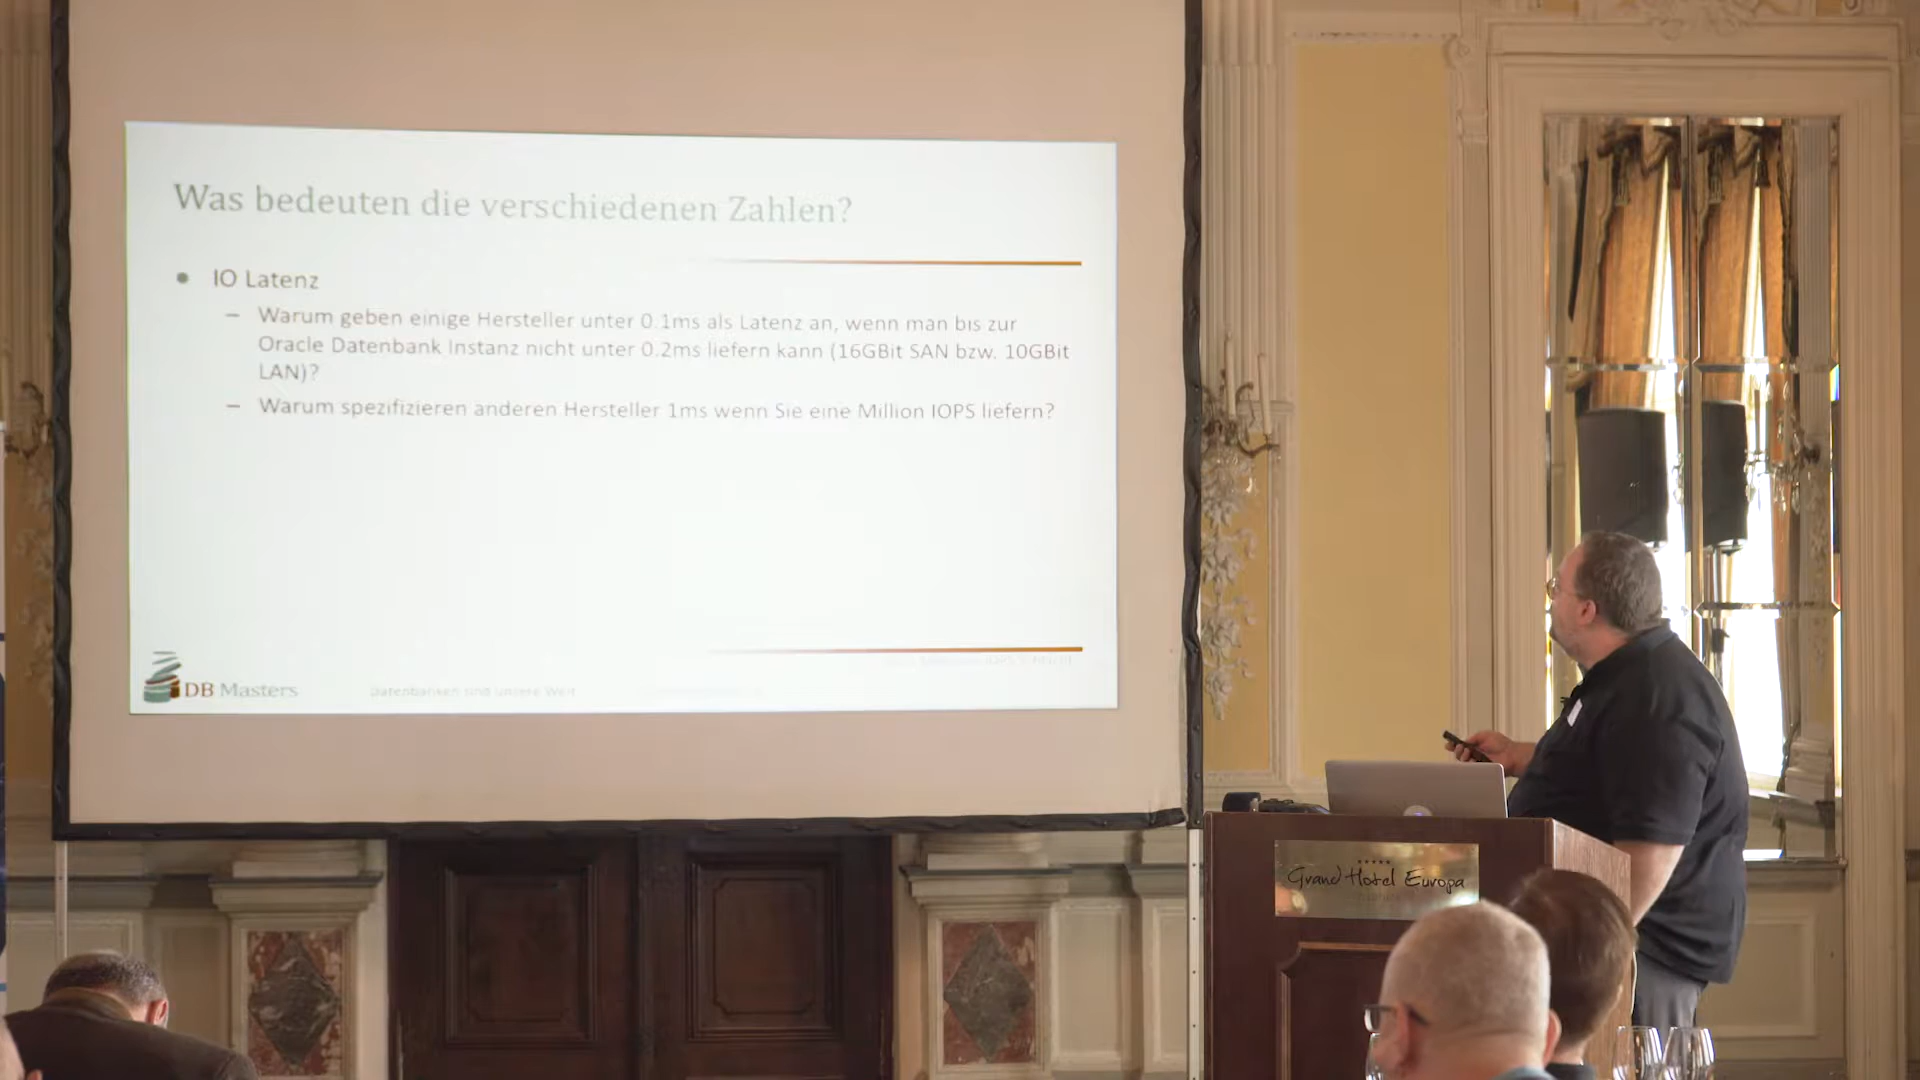 Was bedeuten die verschiedenen Zahlen?
• IO Latenz
– Warum geben einige Hersteller unter 0.1ms als Latenz an, wenn man bis zur
Oracle Datenbank Instanz nicht unter 0.2ms liefern kann (16GBit SAN bzw. 10GBit
LAN)?
– Warum spezifizieren anderen Hersteller 1ms wenn Sie eine Million IOPS liefern?
DB Masters
Datenbanken sind unsere Welt
Grand Hotel Europa